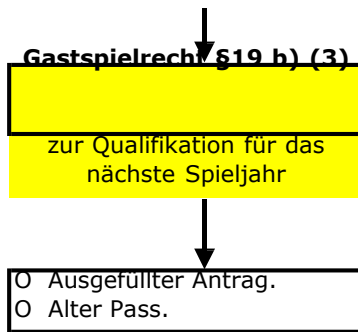 Gastspielrecht §19 b) (3)
zur Qualifikation für das
nächste Spieljahr
O Ausgefüllter Antrag.
O Alter Pass.